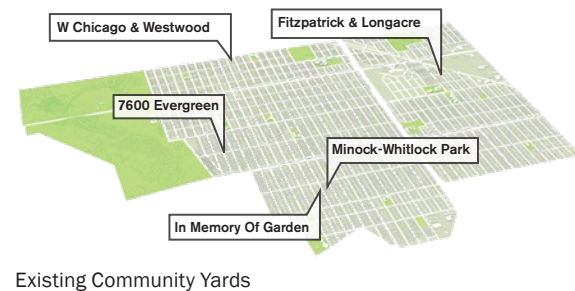 W Chicago & Westwood
Fitzpatrick & Longacre
7600 Evergreen
Minock-Whitlock Park
In Memory Of Garden
Existing Community Yards